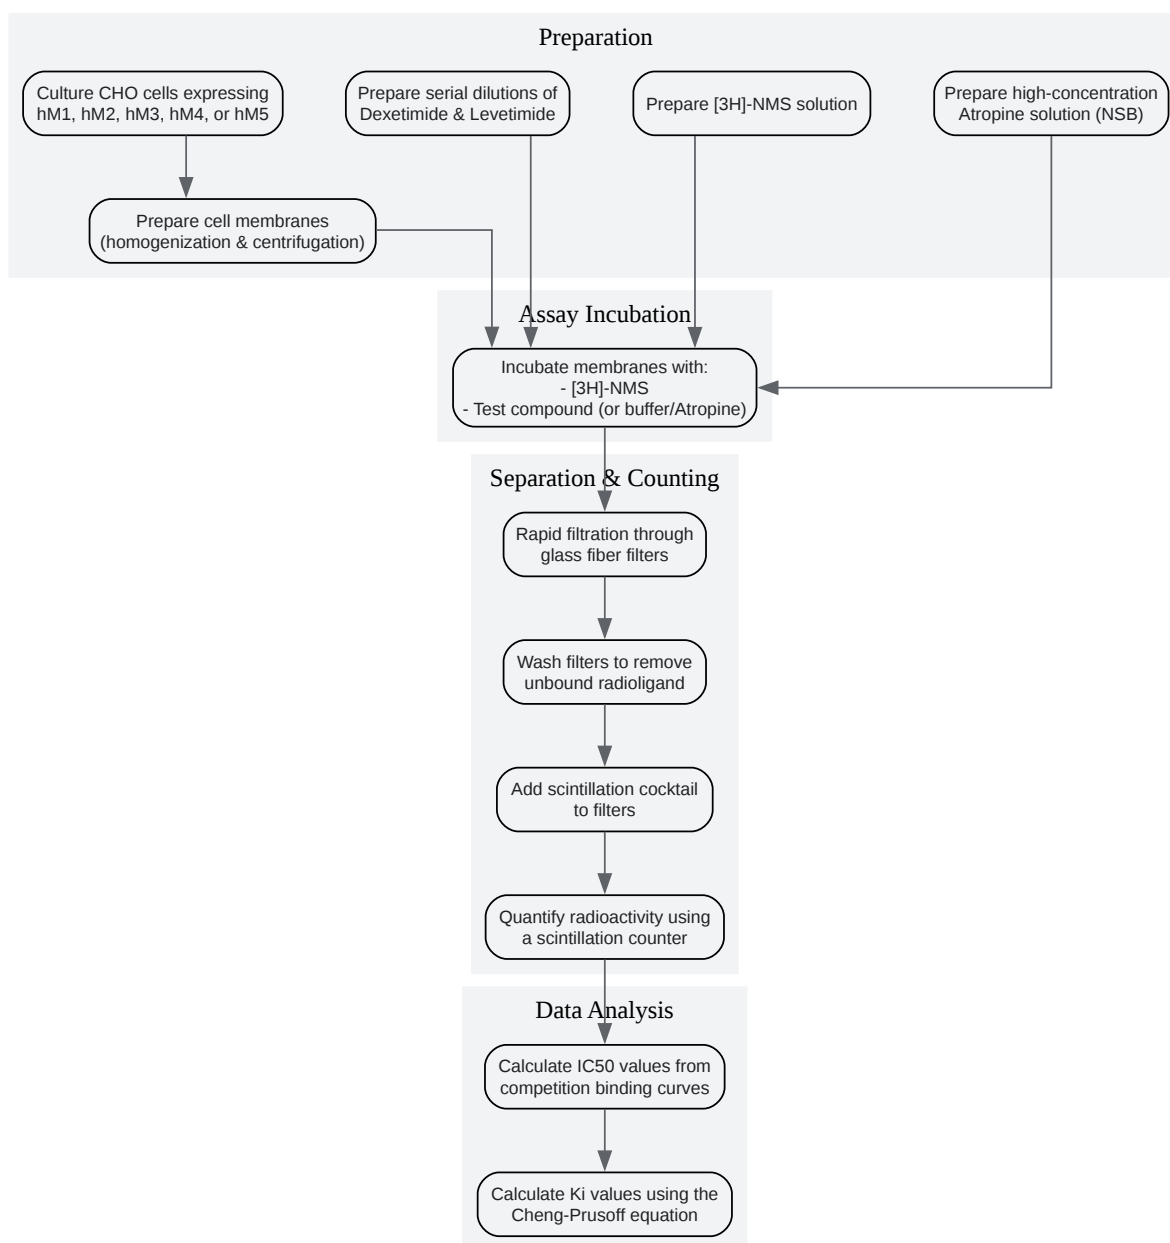 Preparation
Culture CHO cells expressing
hM1, hM2, hM3, hM4, or hM5
Prepare serial dilutions of
Dexetimide & Levetimide
Prepare [3H]-NMS solution
Prepare high-concentration
Atropine solution (NSB)
Prepare cell membranes
(homogenization & centrifugation)
Assay Incubation
Incubate membranes with:
- [3H]-NMS
- Test compound (or buffer/Atropine)
Separation & Counting
Rapid filtration through
glass fiber filters
Wash filters to remove
unbound radioligand
Add scintillation cocktail
to filters
Quantify radioactivity using
a scintillation counter
Data Analysis
Calculate IC50 values from
competition binding curves
Calculate Ki values using the
Cheng-Prusoff equation